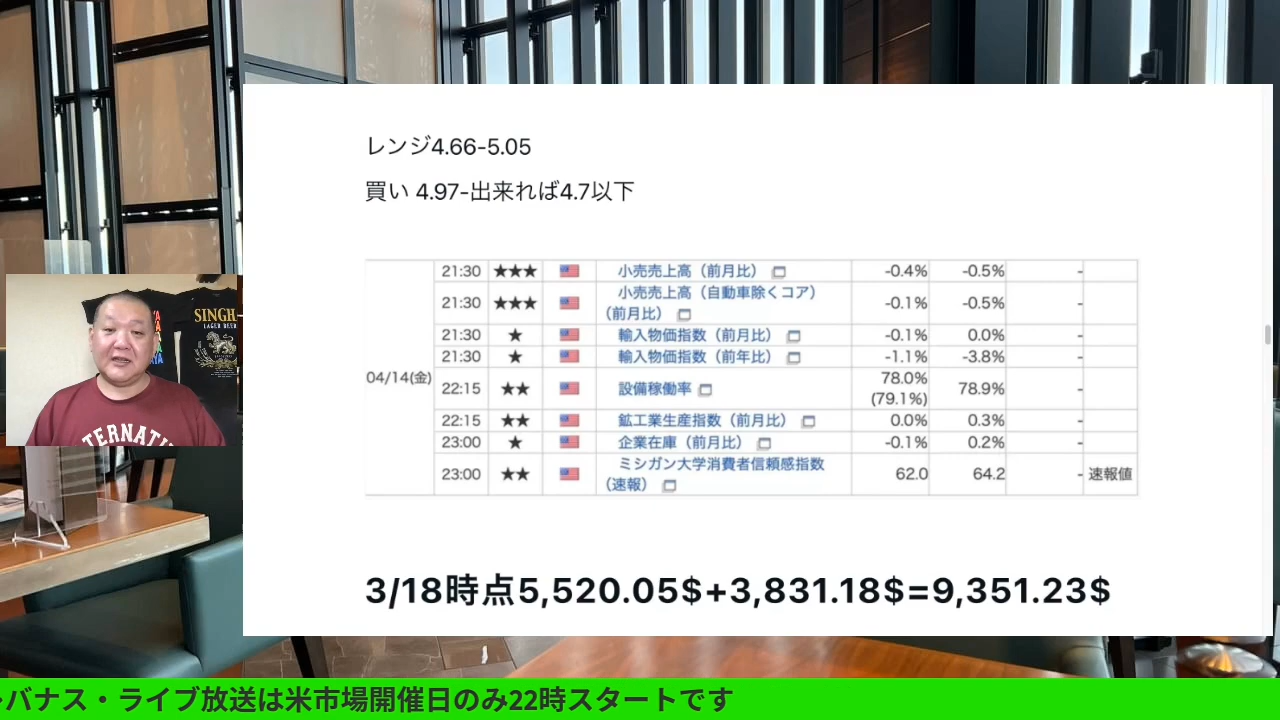 レンジ4.66-5.05
買い 4.97-出来れば4.7以下
04/14(金)
21:30 ★★★ 小売売上高（前月比） -0.4% -0.5% -
21:30 ★★★ 小売売上高（自動車除くコア）（前月比） -0.1% -0.5% -
21:30 ★ 輸入物価指数（前月比） -0.1% 0.0% -
21:30 ★ 輸入物価指数（前年比） -1.1% -3.8% -
22:15 ★★ 設備稼働率 78.0% (79.1%) 78.9% -
22:15 ★★ 鉱工業生産指数（前月比） 0.0% 0.3% -
23:00 ★ 企業在庫（前月比） -0.1% 0.2% -
23:00 ★★ ミシガン大学消費者信頼感指数（速報） 62.0 64.2 - 速報値
3/18時点5,520.05$+3,831.18$=9,351.23$
SINGH
LAGER BEER
TERNATI
バナス・ライブ放送は米市場開催日のみ22時スタートです